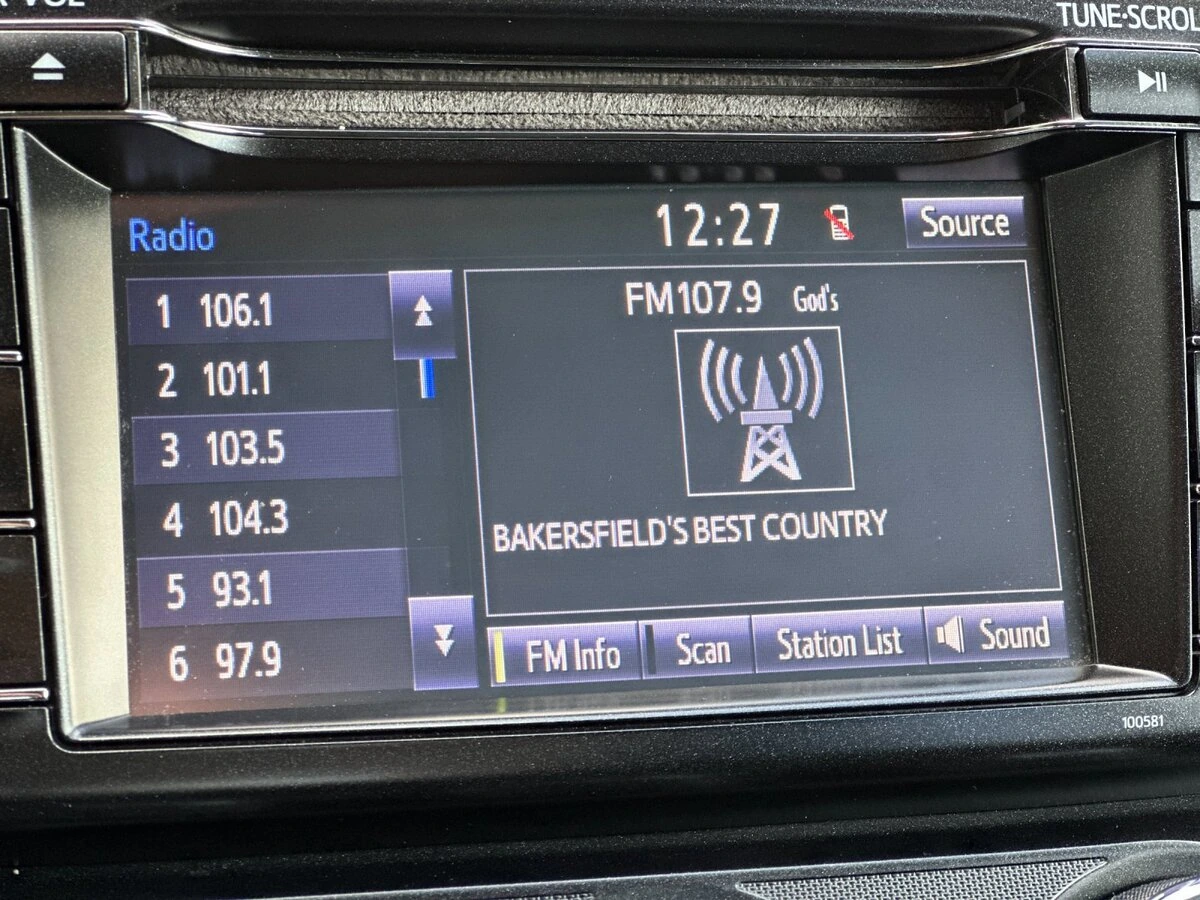 TUNE·SCROL
Radio
12:27
Source
1 106.1
2 101.1
3 103.5
4 104.3
5 93.1
6 97.9
FM107.9 God's
BAKERSFIELD'S BEST COUNTRY
FM Info
Scan
Station List
Sound
100581